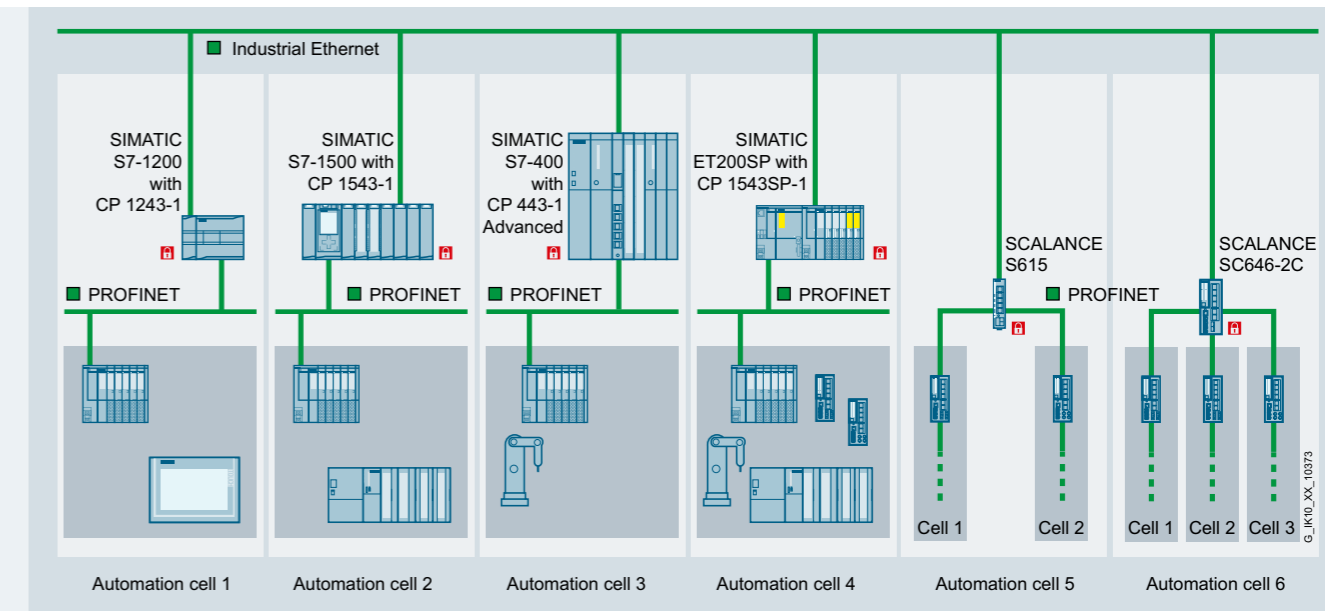 Industrial Ethernet
SIMATIC
S7-1200
with
CP 1243-1
SIMATIC
S7-1500 with
CP 1543-1
SIMATIC
S7-400
with
CP 443-1
Advanced
SIMATIC
ET200SP with
CP 1543SP-1
SCALANCE
S615
SCALANCE
SC646-2C
PROFINET
PROFINET
PROFINET
PROFINET
PROFINET
Cell 1
Cell 2
Cell 1
Cell 2
Cell 3
G_IK10_XX_10373
Automation cell 1
Automation cell 2
Automation cell 3
Automation cell 4
Automation cell 5
Automation cell 6